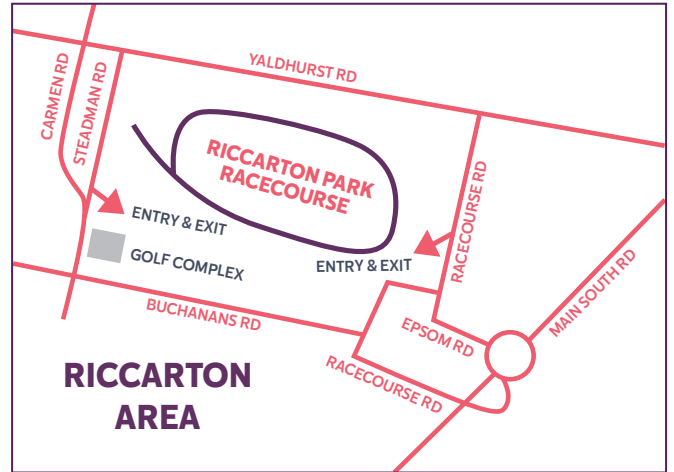 YALDHURST RD
CARMEN RD
STEADMAN RD
RICCARTON PARK
RACECOURSE
RACECOURSE RD
ENTRY & EXIT
GOLF COMPLEX
ENTRY & EXIT
MAIN SOUTH RD
BUCHANANS RD
EPSOM RD
RACECOURSE RD
RICCARTON
AREA